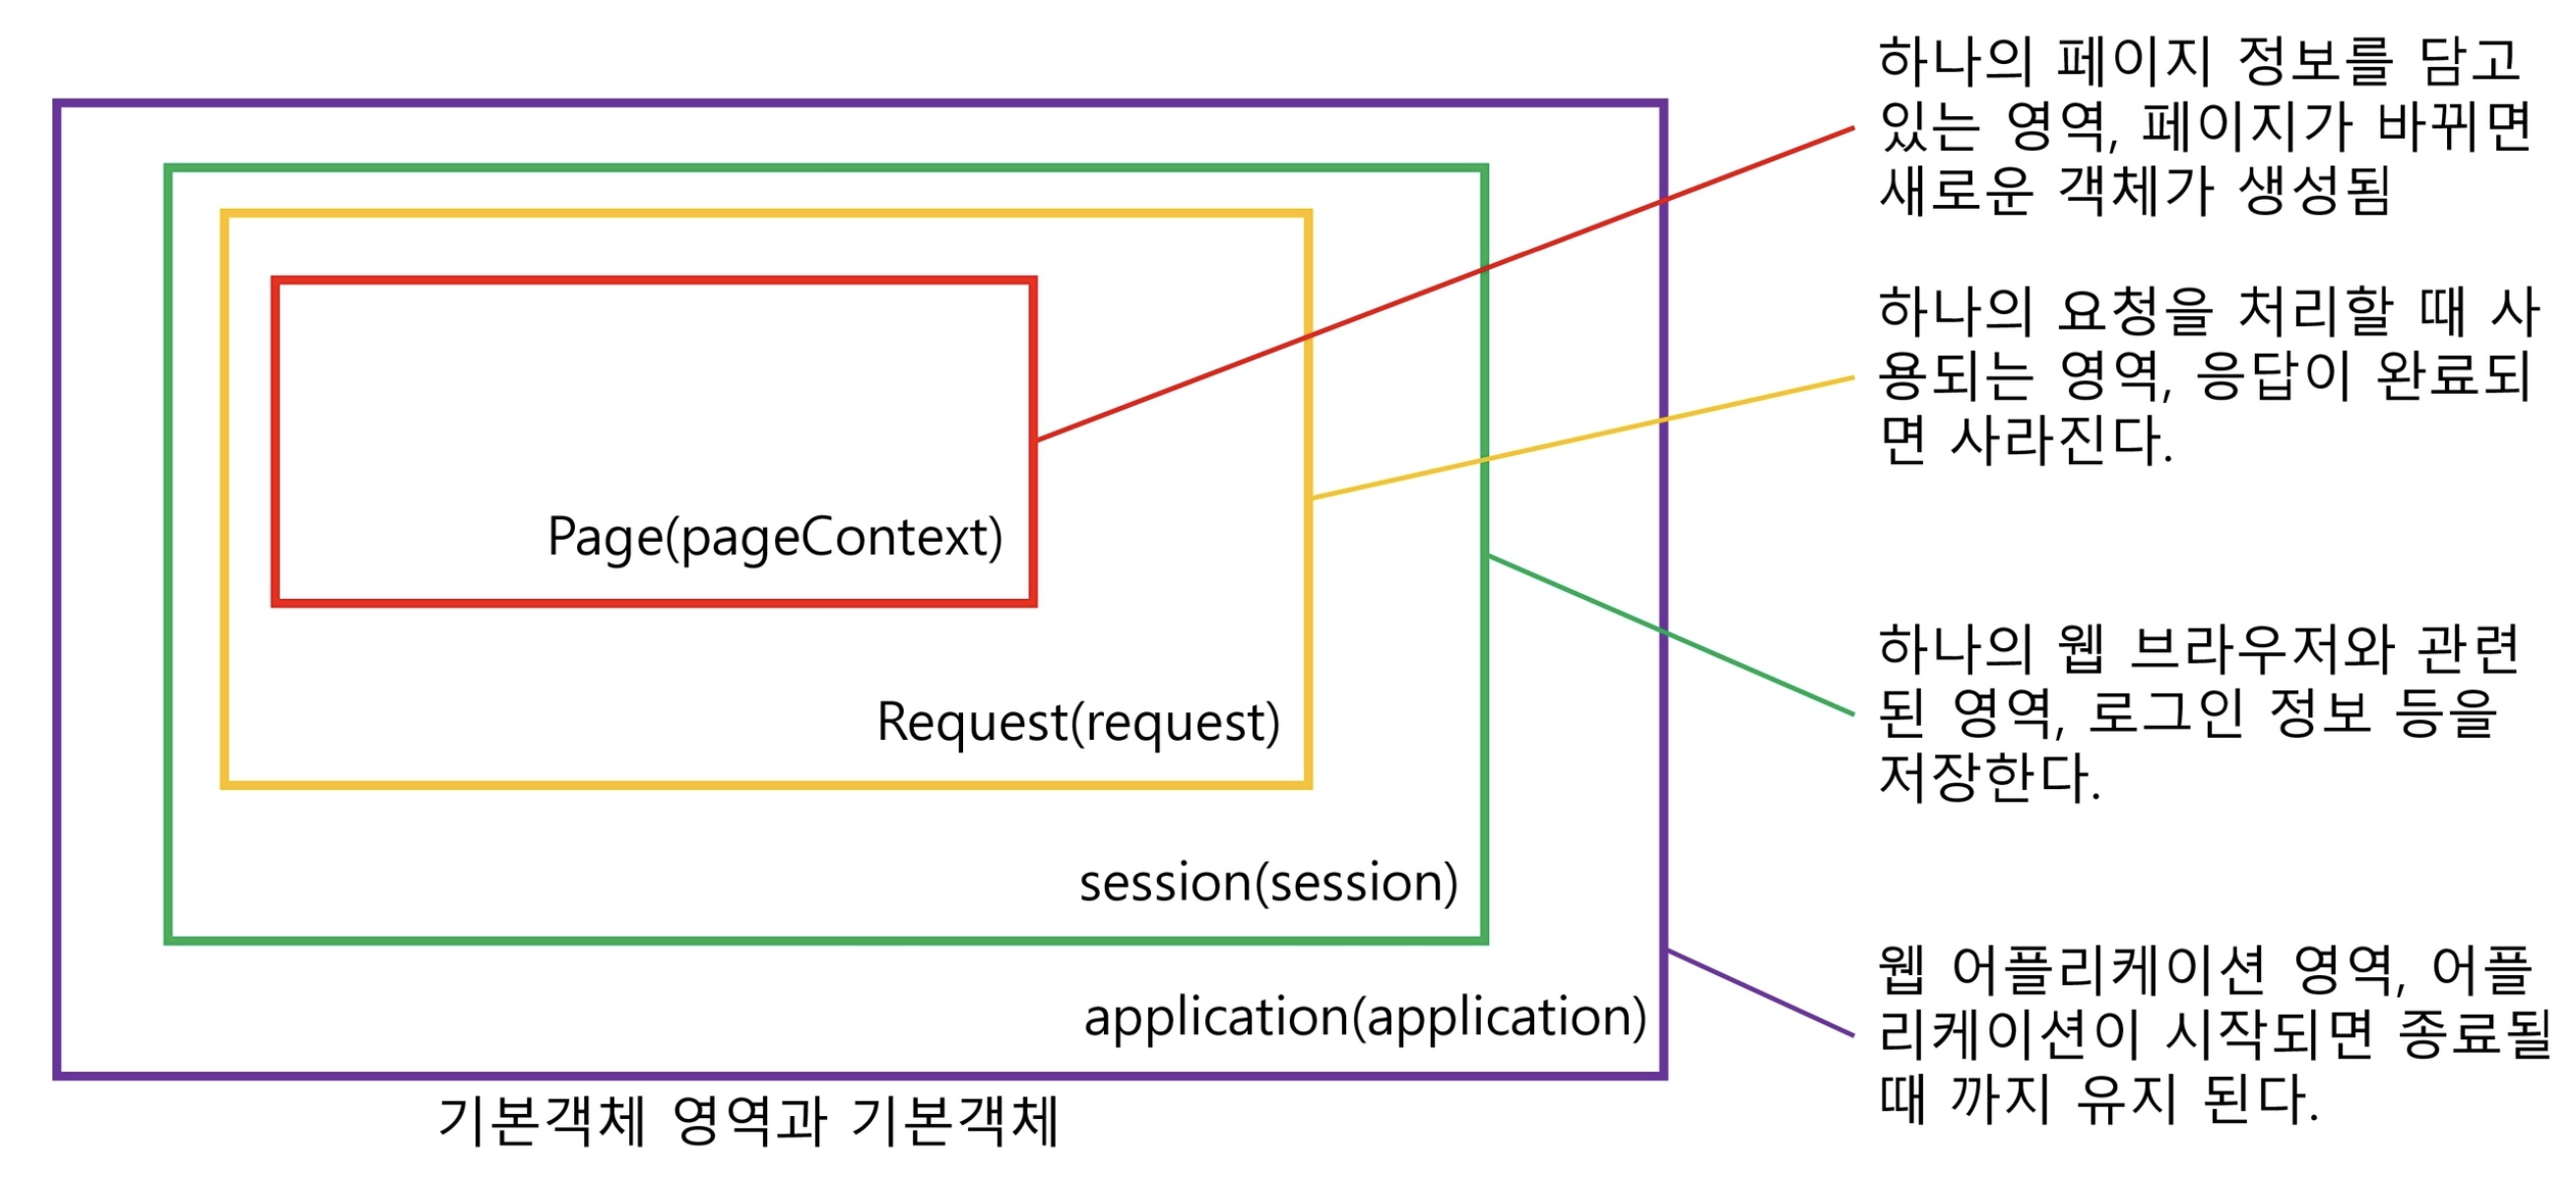 하나의 페이지 정보를 담고
있는 영역, 페이지가 바뀌면
새로운 객체가 생성됨
하나의 요청을 처리할 때 사
용되는 영역, 응답이 완료되
면 사라진다.
Page(pageContext)
Request(request)
하나의 웹 브라우저와 관련
된 영역, 로그인 정보 등을
저장한다.
session(session)
application(application)
웹 어플리케이션 영역, 어플
리케이션이 시작되면 종료될
때 까지 유지 된다.
기본객체 영역과 기본객체